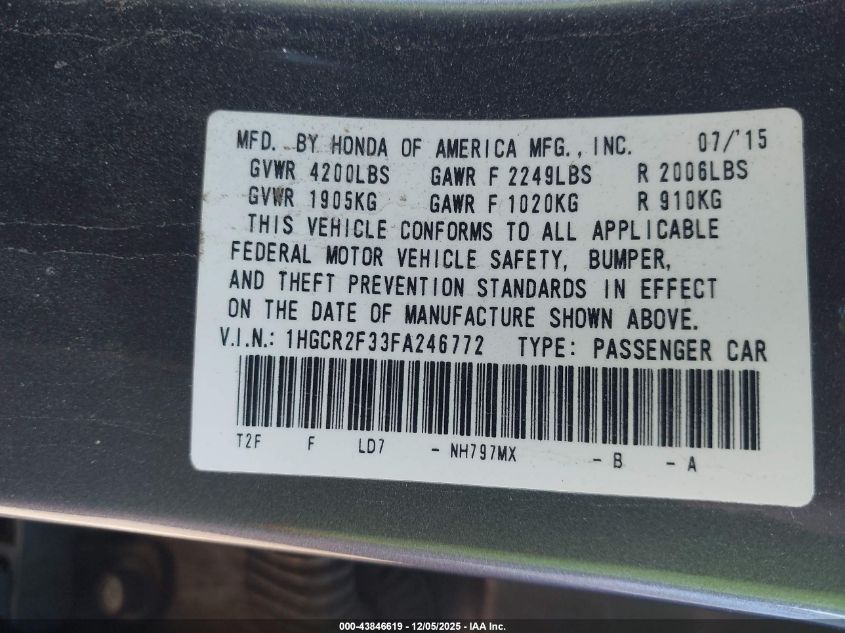 MFD. BY HONDA OF AMERICA MFG., INC. 07/'15
GVWR 4200LBS GAWR F 2249LBS R 2006LBS
GVWR 1905KG GAWR F 1020KG R 910KG
THIS VEHICLE CONFORMS TO ALL APPLICABLE
FEDERAL MOTOR VEHICLE SAFETY, BUMPER,
AND THEFT PREVENTION STANDARDS IN EFFECT
ON THE DATE OF MANUFACTURE SHOWN ABOVE.
V.I.N.: 1HGCR2F33FA246772 TYPE: PASSENGER CAR
T2F F LD7 - NH797MX - B - A
000-43846619 - 12/05/2025 - IAA Inc.